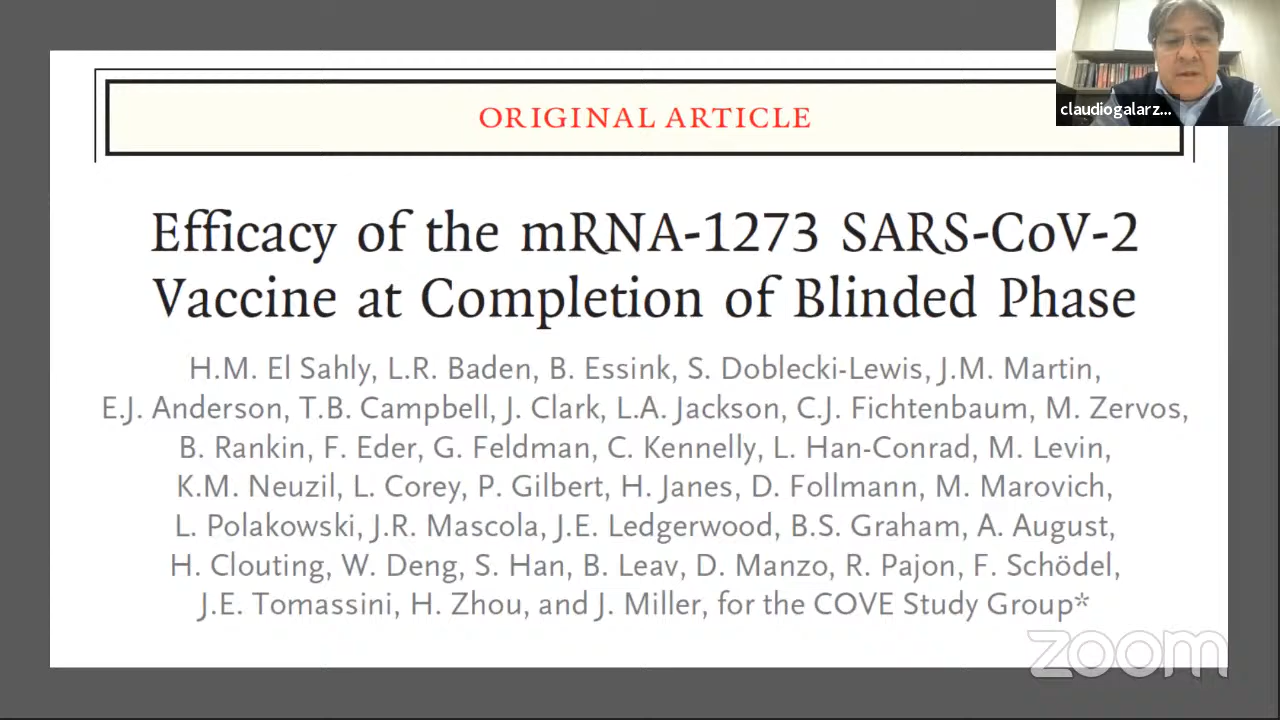 ORIGINAL ARTICLE
claudiogalarz...
Efficacy of the mRNA-1273 SARS-CoV-2
Vaccine at Completion of Blinded Phase
H.M. El Sahly, L.R. Baden, B. Essink, S. Doblecki-Lewis, J.M. Martin,
E.J. Anderson, T.B. Campbell, J. Clark, L.A. Jackson, C.J. Fichtenbaum, M. Zervos,
B. Rankin, F. Eder, G. Feldman, C. Kennelly, L. Han-Conrad, M. Levin,
K.M. Neuzil, L. Corey, P. Gilbert, H. Janes, D. Follmann, M. Marovich,
L. Polakowski, J.R. Mascola, J.E. Ledgerwood, B.S. Graham, A. August,
H. Clouting, W. Deng, S. Han, B. Leav, D. Manzo, R. Pajon, F. Schödel,
J.E. Tomassini, H. Zhou, and J. Miller, for the COVE Study Group*
zoom